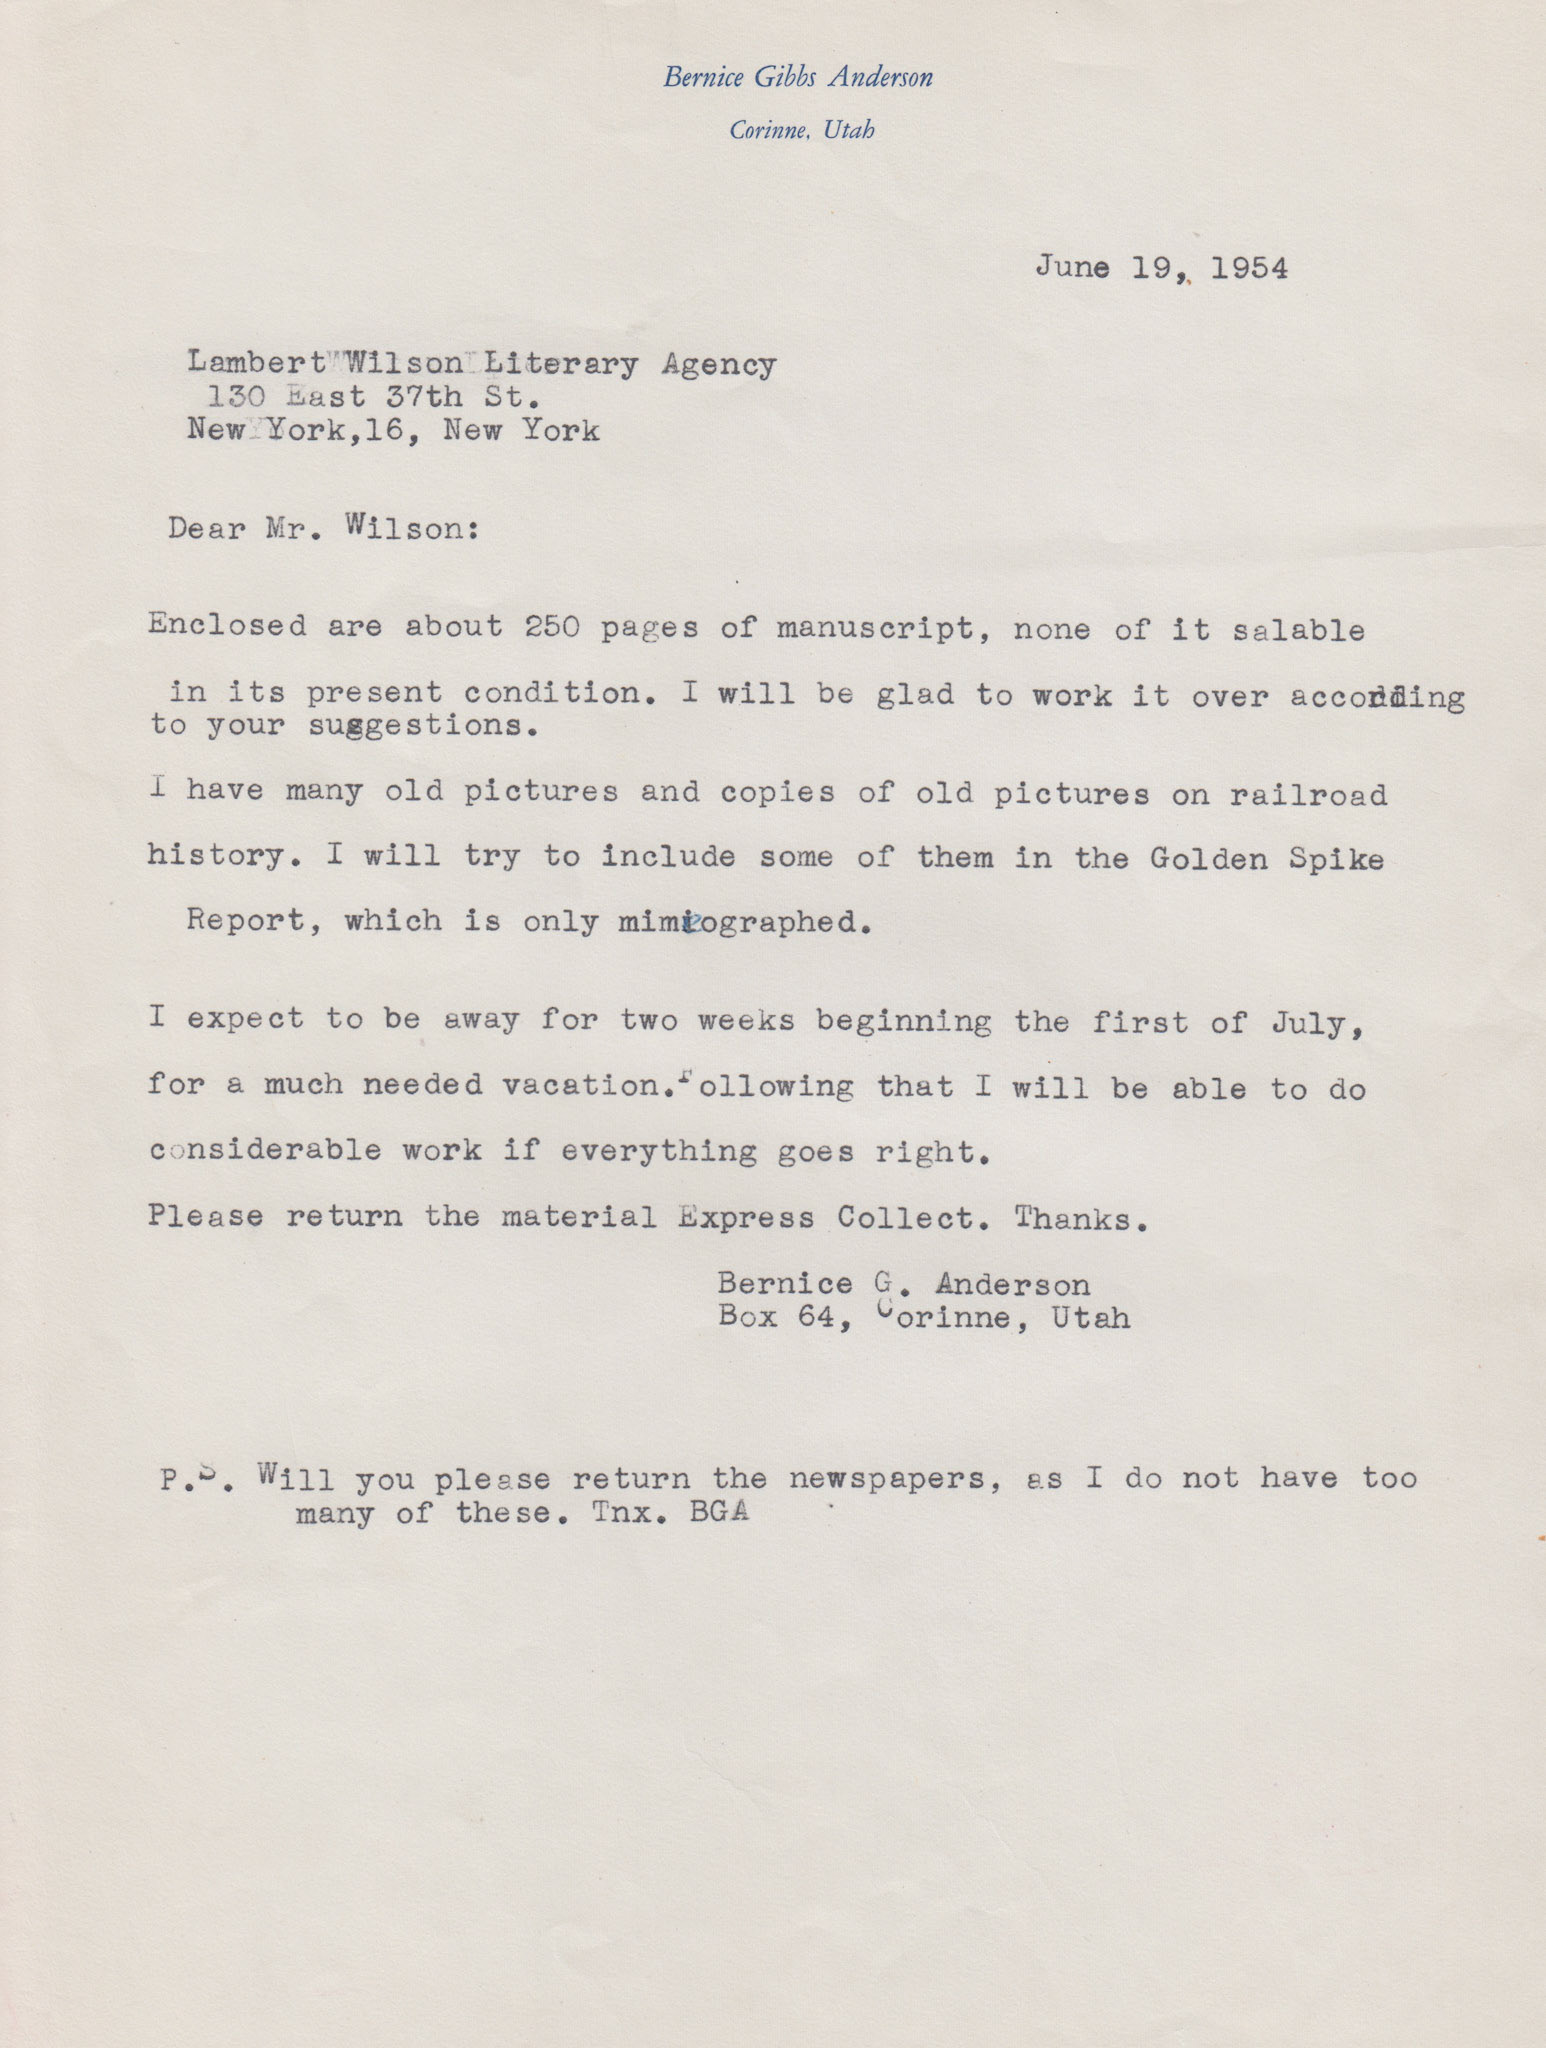 Bernice Gibbs Anderson
Corinne, Utah
June 19, 1954
Lambert Wilson Literary Agency
130 East 37th St.
New York,16, New York
Dear Mr. Wilson:
Enclosed are about 250 pages of manuscript, none of it salable
in its present condition. I will be glad to work it over according
to your suggestions.
I have many old pictures and copies of old pictures on railroad
history. I will try to include some of them in the Golden Spike
Report, which is only mimeographed.
I expect to be away for two weeks beginning the first of July,
for a much needed vacation.Following that I will be able to do
considerable work if everything goes right.
Please return the material Express Collect. Thanks.
Bernice G. Anderson
Box 64, Corinne, Utah
P.S. Will you please return the newspapers, as I do not have too
many of these. Tnx. BGA